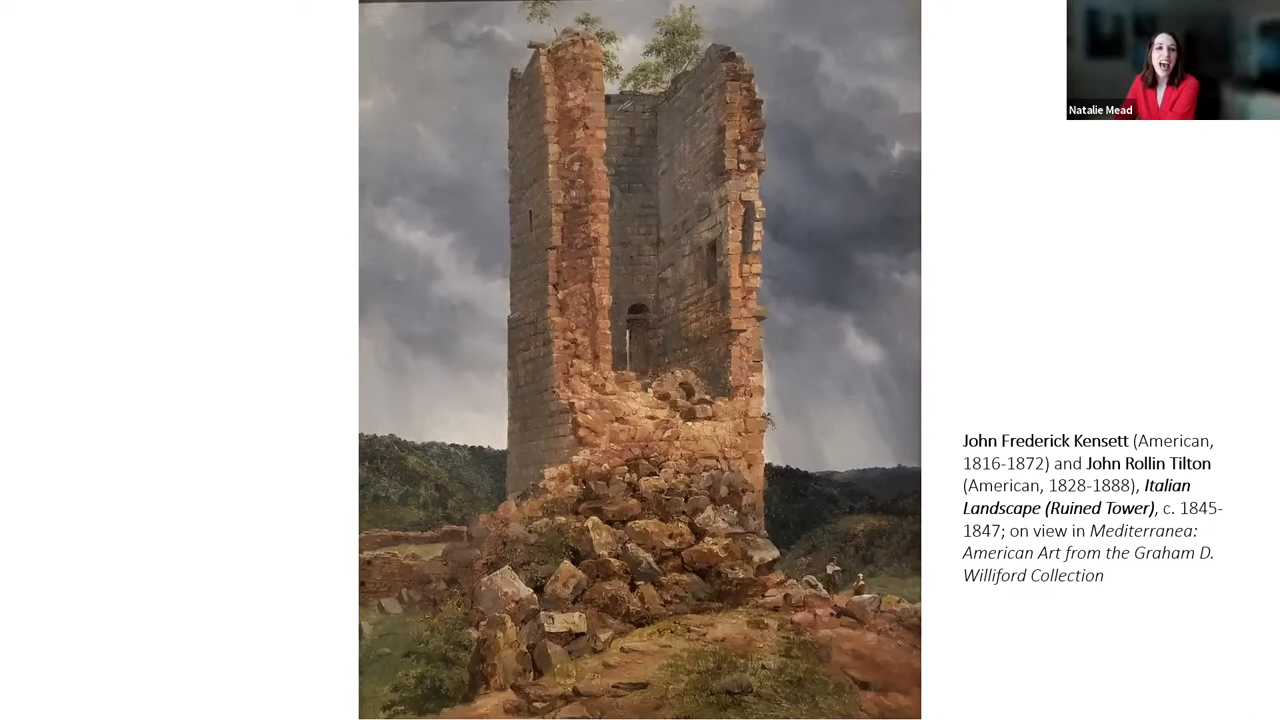 Natalie Mead
John Frederick Kensett (American,
1816-1872) and John Rollin Tilton
(American, 1828-1888), Italian
Landscape (Ruined Tower), c. 1845-
1847; on view in Mediterranea:
American Art from the Graham D.
Williford Collection